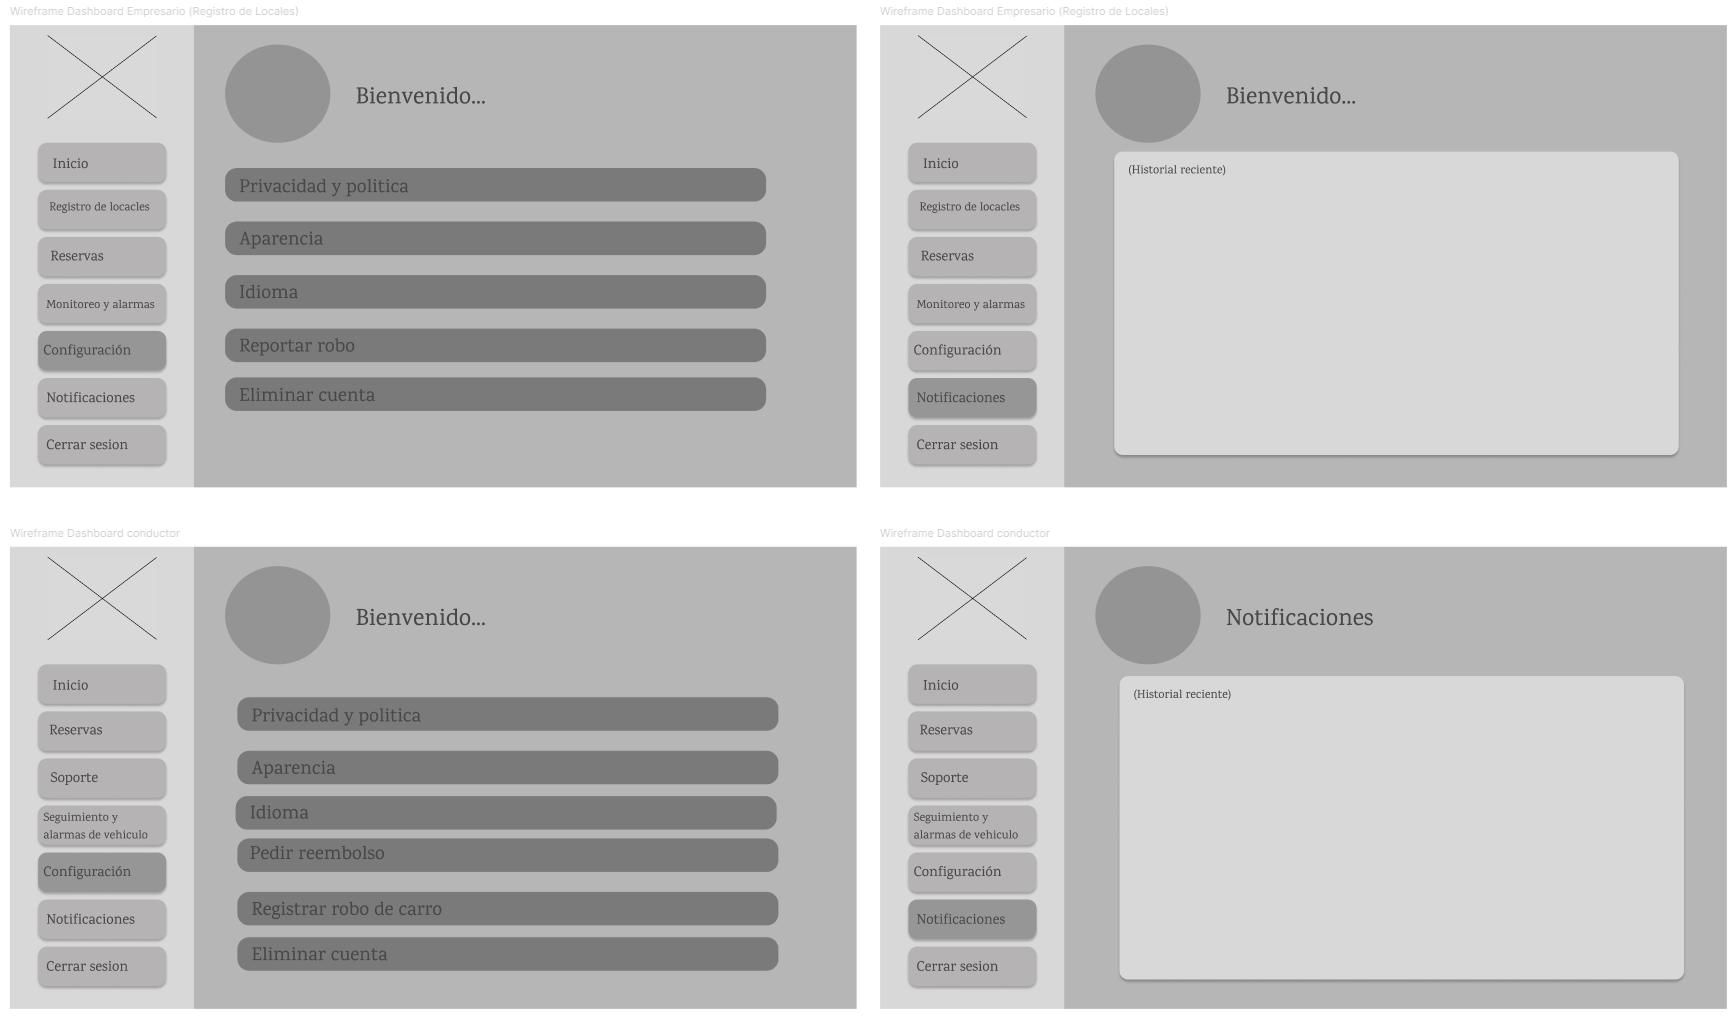 Wireframe Dashboard Empresario (Registro de Locales)
Bienvenido...
Inicio
Registro de locacles
Reservas
Monitoreo y alarmas
Configuración
Notificaciones
Cerrar sesion
Privacidad y politica
Aparencia
Idioma
Reportar robo
Eliminar cuenta
Wireframe Dashboard Empresario (Registro de Locales)
Bienvenido...
Inicio
Registro de locacles
Reservas
Monitoreo y alarmas
Configuración
Notificaciones
Cerrar sesion
(Historial reciente)
Wireframe Dashboard conductor
Bienvenido...
Inicio
Reservas
Soporte
Seguimiento y
alarmas de vehiculo
Configuración
Notificaciones
Cerrar sesion
Privacidad y politica
Aparencia
Idioma
Pedir reembolso
Registrar robo de carro
Eliminar cuenta
Wireframe Dashboard conductor
Notificaciones
Inicio
Reservas
Soporte
Seguimiento y
alarmas de vehiculo
Configuración
Notificaciones
Cerrar sesion
(Historial reciente)